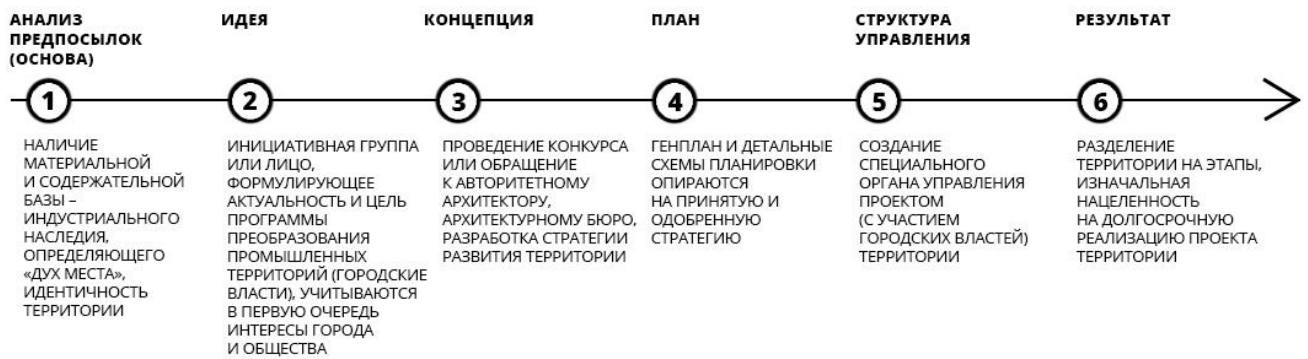 АНАЛИЗ
ПРЕДПОСЫЛОК
(ОСНОВА)
1
НАЛИЧИЕ
МАТЕРИАЛЬНОЙ
И СОДЕРЖАТЕЛЬНОЙ
БАЗЫ –
ИНДУСТРИАЛЬНОГО
НАСЛЕДИЯ,
ОПРЕДЕЛЯЮЩЕГО
«ДУХ МЕСТА»,
ИДЕНТИЧНОСТЬ
ТЕРРИТОРИИ
ИДЕЯ
2
ИНИЦИАТИВНАЯ ГРУППА
ИЛИ ЛИЦО,
ФОРМУЛИРУЮЩЕЕ
АКТУАЛЬНОСТЬ И ЦЕЛЬ
ПРОГРАММЫ
ПРЕОБРАЗОВАНИЯ
ПРОМЫШЛЕННЫХ
ТЕРРИТОРИЙ (ГОРОДСКИЕ
ВЛАСТИ), УЧИТЫВАЮТСЯ
В ПЕРВУЮ ОЧЕРЕДЬ
ИНТЕРЕСЫ ГОРОДА
И ОБЩЕСТВА
КОНЦЕПЦИЯ
3
ПРОВЕДЕНИЕ КОНКУРСА
ИЛИ ОБРАЩЕНИЕ
К АВТОРИТЕТНОМУ
АРХИТЕКТОРУ,
АРХИТЕКТУРНОМУ БЮРО,
РАЗРАБОТКА СТРАТЕГИИ
РАЗВИТИЯ ТЕРРИТОРИИ
ПЛАН
4
ГЕНПЛАН И ДЕТАЛЬНЫЕ
СХЕМЫ ПЛАНИРОВКИ
ОПИРАЮТСЯ
НА ПРИНЯТУЮ И
ОДОБРЕННУЮ
СТРАТЕГИЮ
СТРУКТУРА
УПРАВЛЕНИЯ
5
СОЗДАНИЕ
СПЕЦИАЛЬНОГО
ОРГАНА УПРАВЛЕНИЯ
ПРОЕКТОМ
(С УЧАСТИЕМ
ГОРОДСКИХ ВЛАСТЕЙ)
ТЕРРИТОРИИ
РЕЗУЛЬТАТ
6
РАЗДЕЛЕНИЕ
ТЕРРИТОРИИ НА ЭТАПЫ,
ИЗНАЧАЛЬНАЯ
НАЦЕЛЕННОСТЬ
НА ДОЛГОСРОЧНУЮ
РЕАЛИЗАЦИЮ ПРОЕКТА
ТЕРРИТОРИИ